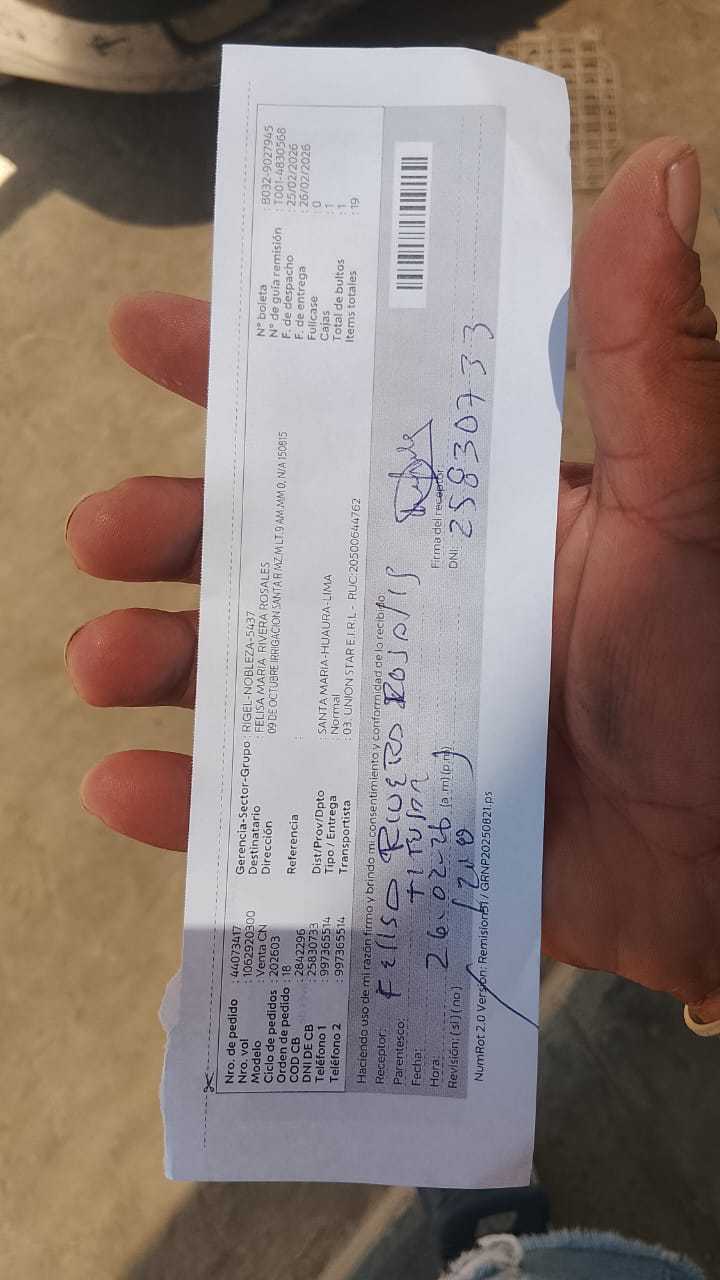 Nro. de pedido : 44073417
Nro. vol : 1062920300
Modelo : Venta CN
Ciclo de pedidos : 202603
Orden de pedido : 18
COD CB : 2842296
DNI DE CB : 25830733
Teléfono 1 : 997365514
Teléfono 2 : 997365514
Gerencia-Sector-Grupo : RIGEL-NOBLEZA-5437
Destinatario : FELISA MARIA RIVERA ROSALES
Dirección : 09 DE OCTUBRE IRRIGACION SANTA R MZ.M LT.9 AM.MM 0, N/A 150815
Referencia :
Dist/Prov/Dpto : SANTA MARIA-HUAURA-LIMA
Tipo / Entrega : Normal
Transportista : 03. UNION STAR E.I.R.L - RUC:20500644762
N° boleta : B032-9027945
N° de guía remisión : T001-4830568
F. de despacho : 25/02/2026
F. de entrega : 26/02/2026
Fullcase : 0
Cajas : 1
Total de bultos : 1
Items totales : 19
Haciendo uso de mi razón firmo y brindo mi consentimiento y conformidad de lo recibido
Receptor: FELISA RIVERA ROSALES
Parentesco: TITULAR
Fecha: 26.02-26
Hora: (a.m)(p.m)
Revisión: (si) (no)
Firma del receptor
DNI: 25830733
NumRot 2.0 Versión: Remision51 / GRNP20250821.ps